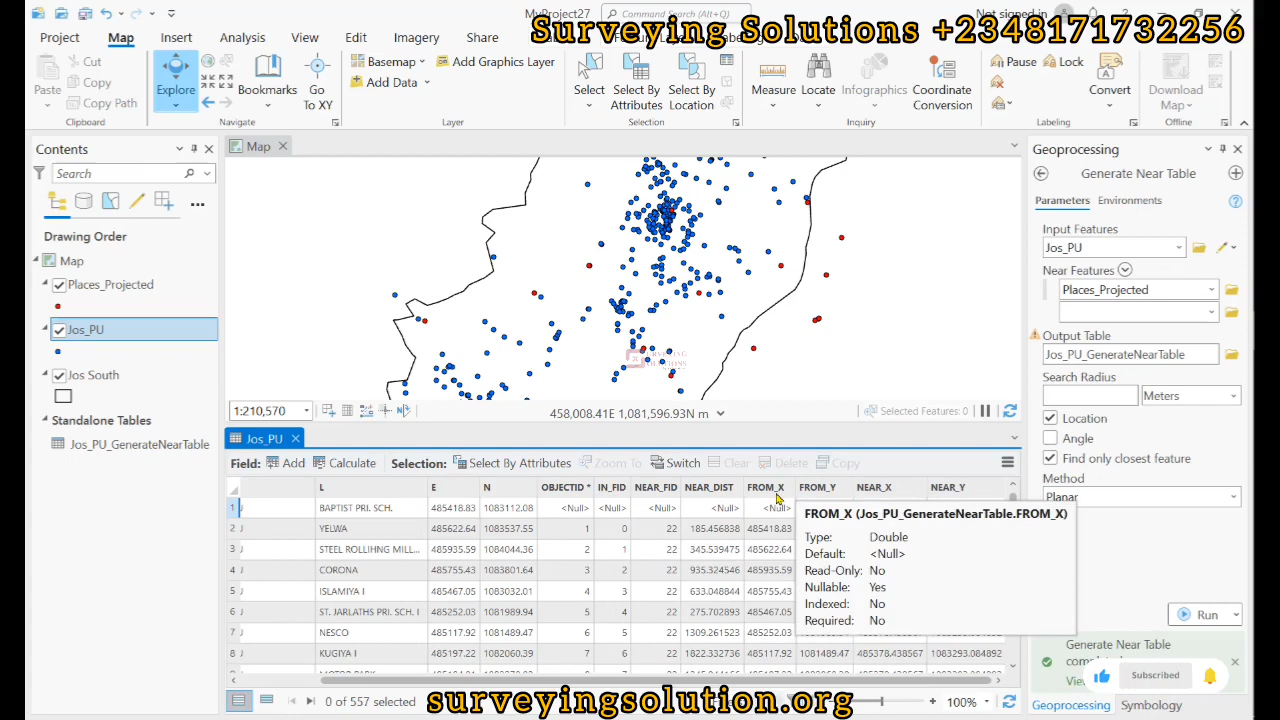 MyProject27
Command Search (Alt+Q)
Not signed in
Surveying Solutions +2348171732256
Project Map Insert Analysis View Edit Imagery Share
Cut
Copy
Copy Path
Paste
Clipboard
Explore
Bookmarks
Go To XY
Navigate
Basemap
Add Data
Add Graphics Layer
Layer
Select
Select By Attributes
Select By Location
Selection
Measure
Locate
Infographics
Coordinate Conversion
Inquiry
Pause
Lock
Labeling
Convert
Download Map
Offline
Contents
Search
Drawing Order
Map
Places_Projected
Jos_PU
Jos South
Standalone Tables
Jos_PU_GenerateNearTable
Map
SURVEYING
SOLUTIONS
1:210,570
458,008.41E 1,081,596.93N m
Selected Features: 0
Jos_PU
Field: Add Calculate Selection: Select By Attributes Zoom To Switch Clear Delete Copy
L E N OBJECTID * IN_FID NEAR_FID NEAR_DIST FROM_X FROM_Y NEAR_X NEAR_Y
1 J BAPTIST PRI. SCH. 485418.83 1083112.08 <Null> <Null> <Null> <Null> <Null>
2 J YELWA 485622.64 1083537.55 1 0 22 185.456838 485418.83
3 J STEEL ROLLIHNG MILL... 485935.59 1084044.36 2 1 22 345.539475 485622.64
4 J CORONA 485755.43 1083801.64 3 2 22 935.324546 485935.59
5 J ISLAMIYA I 485467.05 1083032.01 4 3 22 633.048844 485755.43
6 J ST. JARLATHS PRI. SCH. I 485252.03 1081989.94 5 4 22 275.702893 485467.05
7 J NESCO 485117.92 1081489.47 6 5 22 1309.261523 485252.03
8 J KUGIYA I 485197.22 1082060.39 7 6 22 1822.332736 485117.92 1081489.47 485378.438567 1083293.084892
FROM_X (Jos_PU_GenerateNearTable.FROM_X)
Type: Double
Default: <Null>
Read-Only: No
Nullable: Yes
Indexed: No
Required: No
0 of 557 selected
100%
Geoprocessing
Generate Near Table
Parameters Environments
Input Features
Jos_PU
Near Features
Places_Projected
Output Table
Jos_PU_GenerateNearTable
Search Radius
Meters
Location
Angle
Find only closest feature
Method
Planar
Run
Generate Near Table
Subscribed
Geoprocessing Symbology
surveyingsolution.org